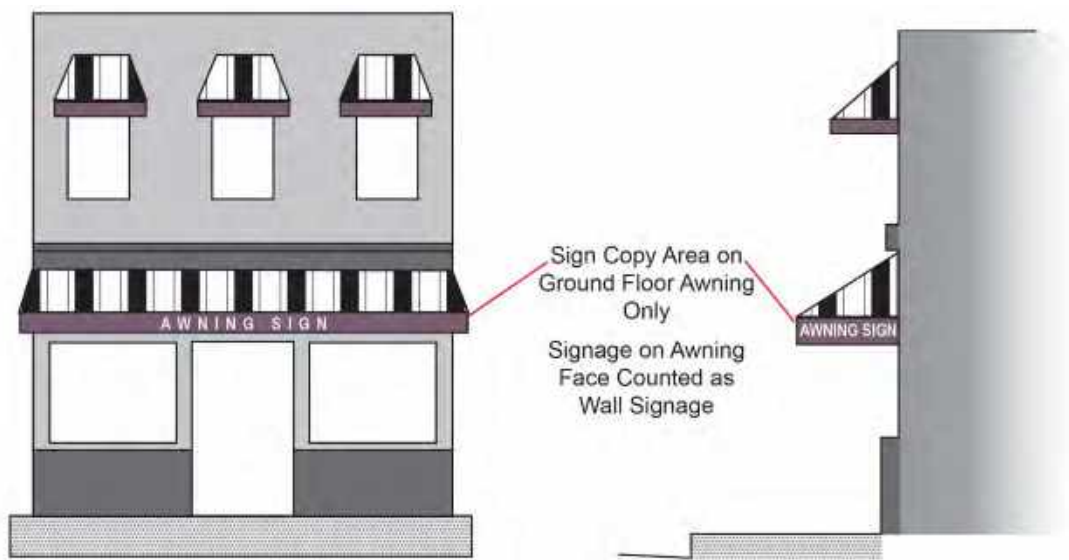 AWNING SIGN
Sign Copy Area on
Ground Floor Awning
Only
Signage on Awning
Face Counted as
Wall Signage
AWNING SIGN